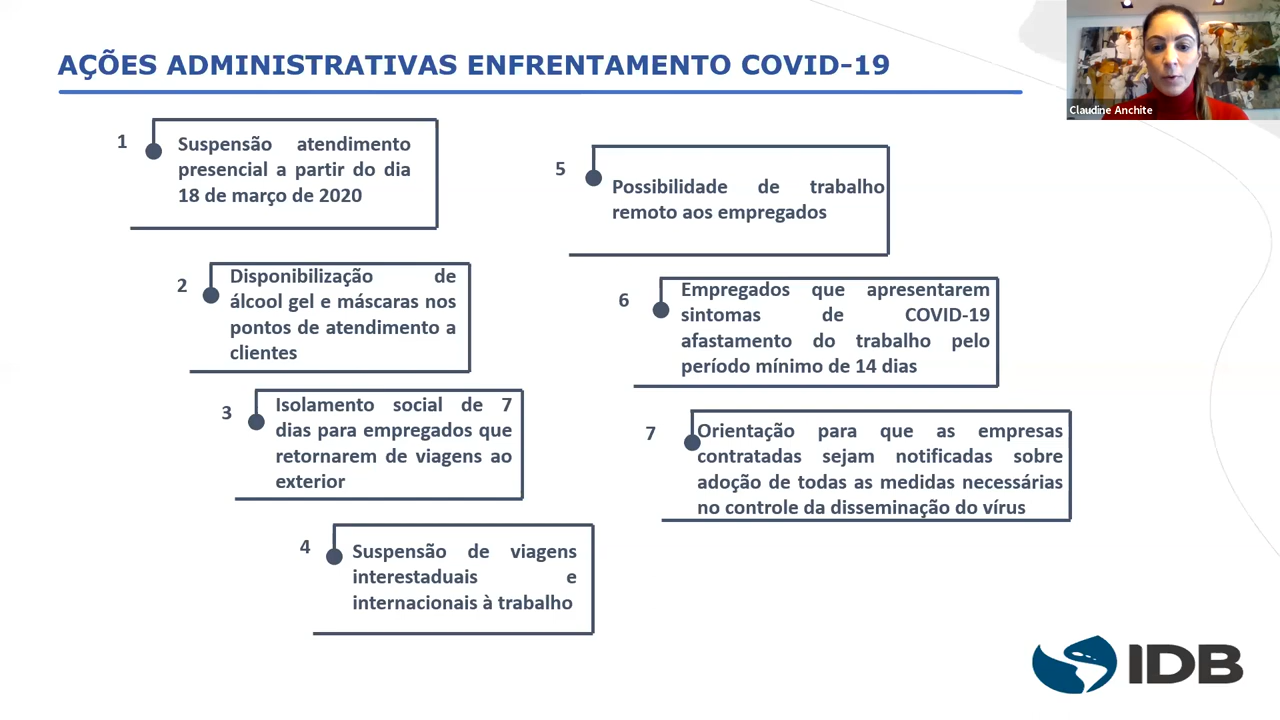 AÇÕES ADMINISTRATIVAS ENFRENTAMENTO COVID-19
Claudine Anchite
1
Suspensão atendimento
presencial a partir do dia
18 de março de 2020
2
Disponibilização de
álcool gel e máscaras nos
pontos de atendimento a
clientes
3
Isolamento social de 7
dias para empregados que
retornarem de viagens ao
exterior
4
Suspensão de viagens
interestaduais e
internacionais à trabalho
5
Possibilidade de trabalho
remoto aos empregados
6
Empregados que apresentarem
sintomas de COVID-19
afastamento do trabalho pelo
período mínimo de 14 dias
7
Orientação para que as empresas
contratadas sejam notificadas sobre
adoção de todas as medidas necessárias
no controle da disseminação do vírus
IDB